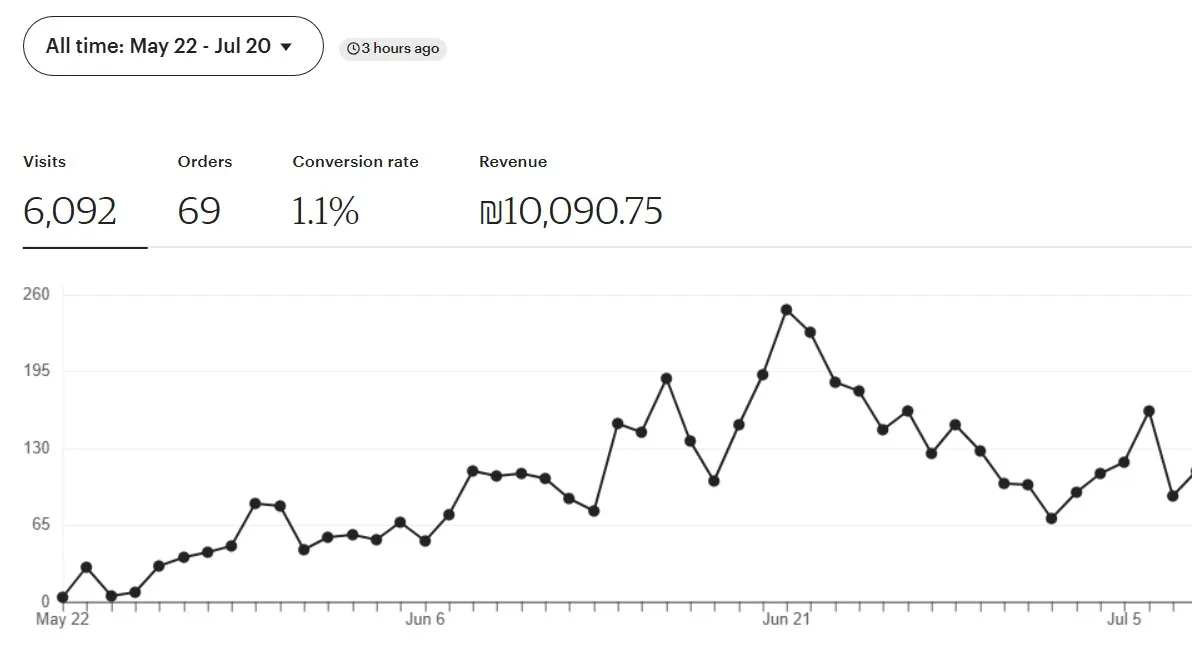 All time: May 22 - Jul 20
3 hours ago
Visits Orders Conversion rate Revenue
6,092 69 1.1% ₪10,090.75
260
195
130
65
0
May 22 Jun 6 Jun 21 Jul 5